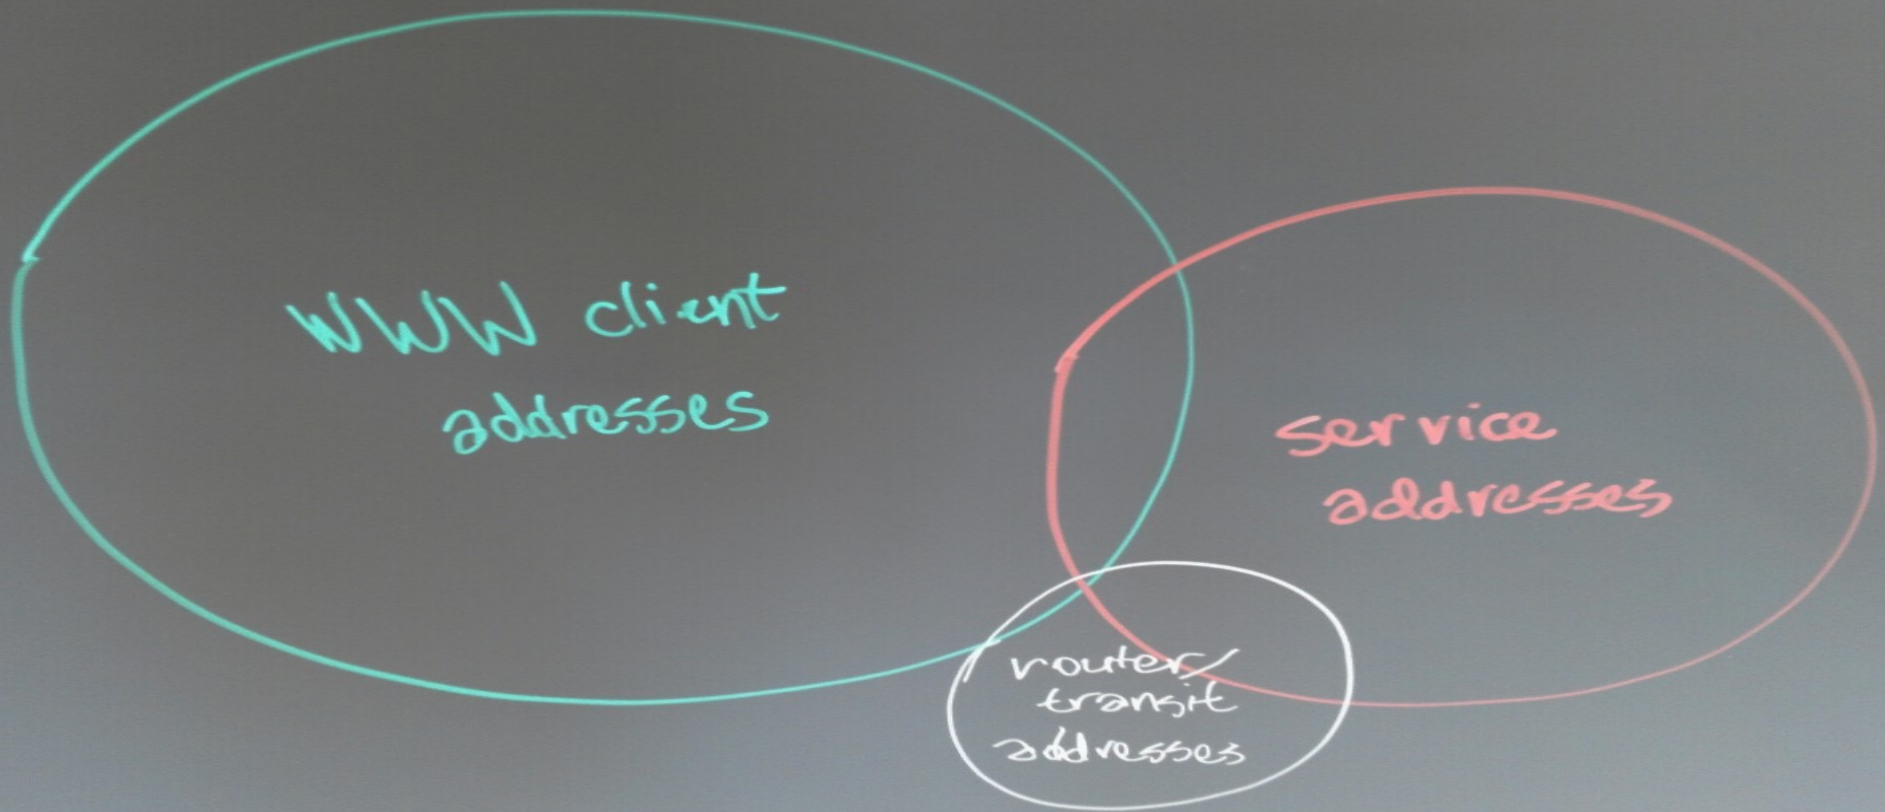 WWW client
addresses
service
addresses
router/
transit
addresses